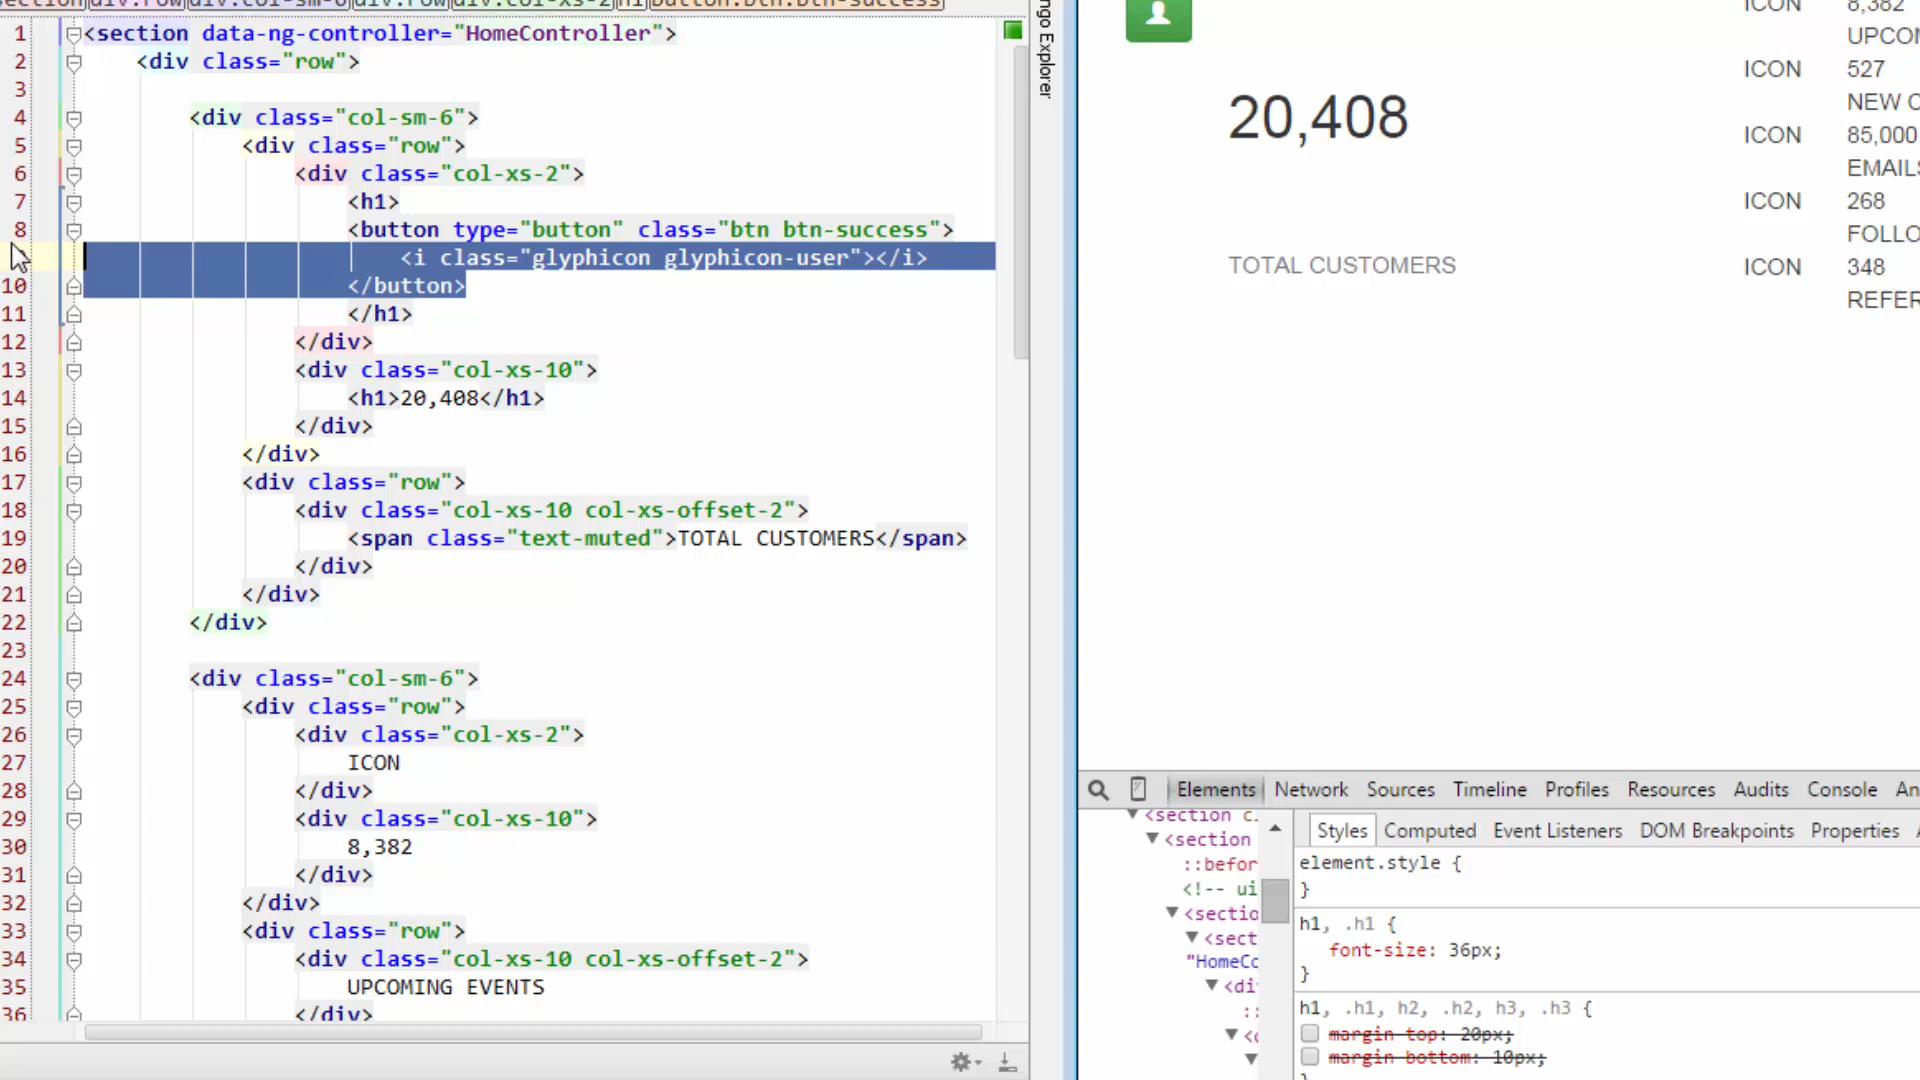 div.row div.col-sm-6 div.row div.col-xs-2 h1 button.btn.btn-success
1 <section data-ng-controller="HomeController">
2 <div class="row">
3
4 <div class="col-sm-6">
5 <div class="row">
6 <div class="col-xs-2">
7 <h1>
8 <button type="button" class="btn btn-success">
<i class="glyphicon glyphicon-user"></i>
10 </button>
11 </h1>
12 </div>
13 <div class="col-xs-10">
14 <h1>20,408</h1>
15 </div>
16 </div>
17 <div class="row">
18 <div class="col-xs-10 col-xs-offset-2">
19 <span class="text-muted">TOTAL CUSTOMERS</span>
20 </div>
21 </div>
22 </div>
23
24 <div class="col-sm-6">
25 <div class="row">
26 <div class="col-xs-2">
27 ICON
28 </div>
29 <div class="col-xs-10">
30 8,382
31 </div>
32 </div>
33 <div class="row">
34 <div class="col-xs-10 col-xs-offset-2">
35 UPCOMING EVENTS
36 </div>
ngo Explorer
20,408
TOTAL CUSTOMERS
ICON 8,382
UPCOM
ICON 527
NEW C
ICON 85,000
EMAILS
ICON 268
FOLLO
ICON 348
REFER
Elements Network Sources Timeline Profiles Resources Audits Console An
<section c.
<section
::befor
<!-- ui
<sectio
<sect
"HomeCo
<di
::
Styles Computed Event Listeners DOM Breakpoints Properties
element.style {
}
h1, .h1 {
font-size: 36px;
}
h1, .h1, h2, .h2, h3, .h3 {
margin-top: 20px;
margin-bottom: 10px;
}